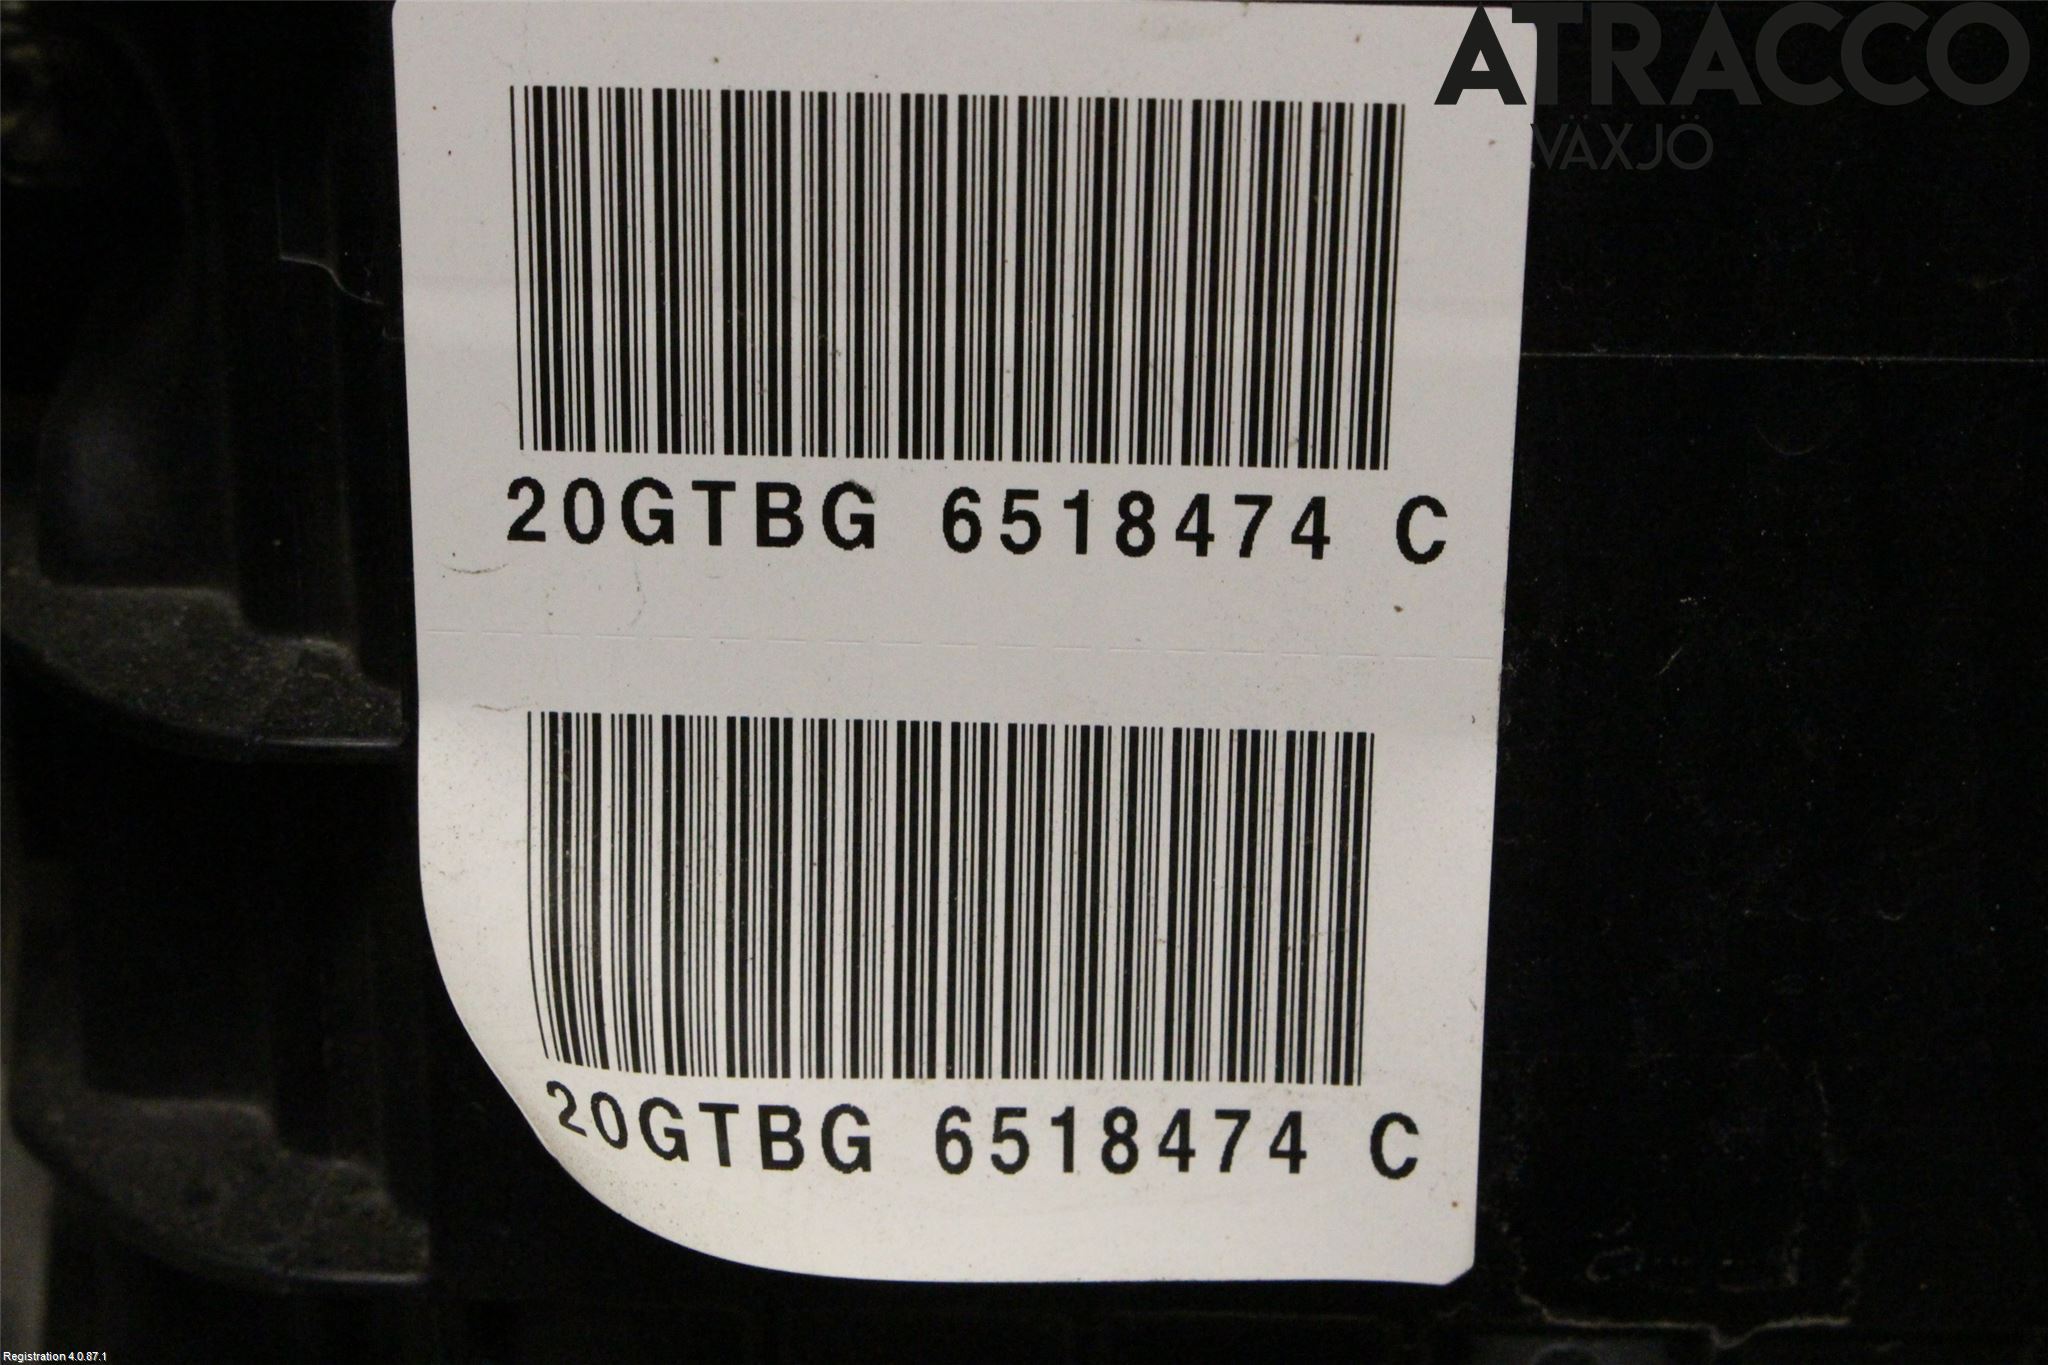 ATRACCO
VÄXJÖ
20GTBG 6518474 C
20GTBG 6518474 C
Registration 4.0.87.1